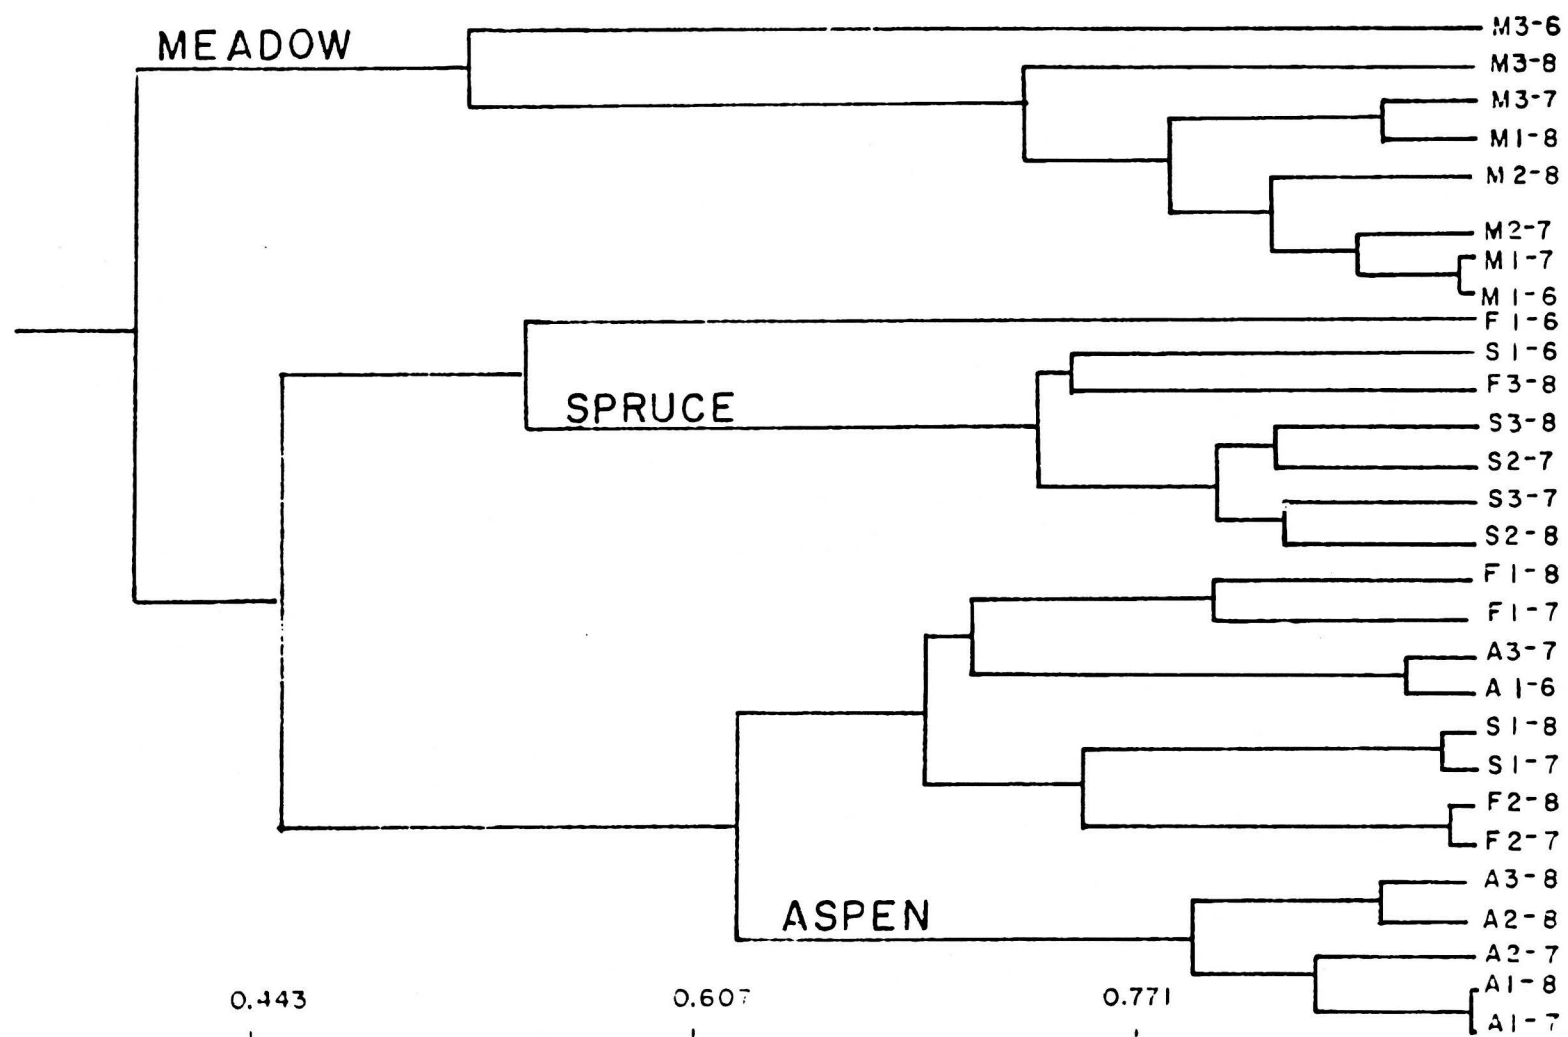 MEADOW
M3-6
M3-8
M3-7
M1-8
M2-8
M2-7
M1-7
M1-6
F1-6
S1-6
F3-8
SPRUCE
S3-8
S2-7
S3-7
S2-8
F1-8
F1-7
A3-7
A1-6
S1-8
S1-7
F2-8
F2-7
A3-8
ASPEN
A2-8
A2-7
A1-8
0.443 0.607 0.771
A1-7